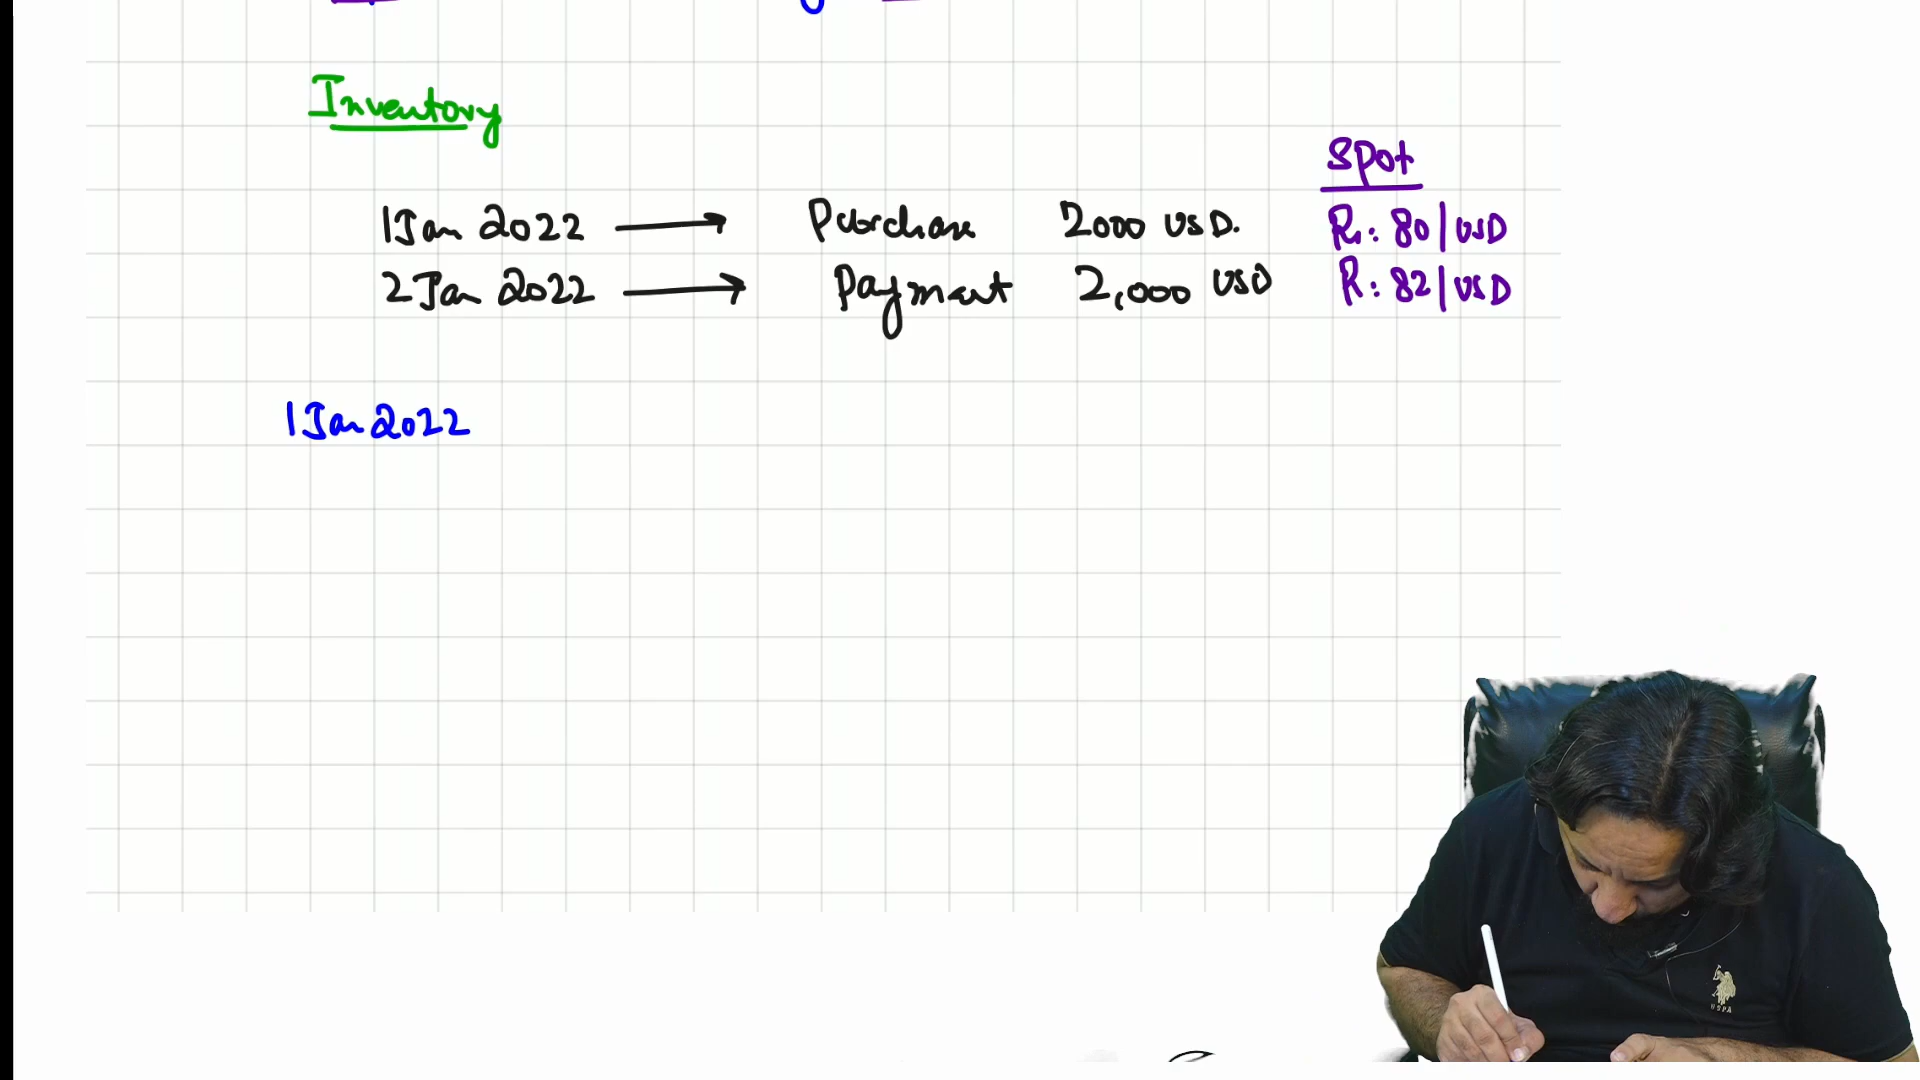 Inventory
Spot
1 Jan 2022 → Purchase 2000 USD. R: 80/USD
2 Jan 2022 → Payment 2,000 USD R: 82/USD
1 Jan 2022
USPA